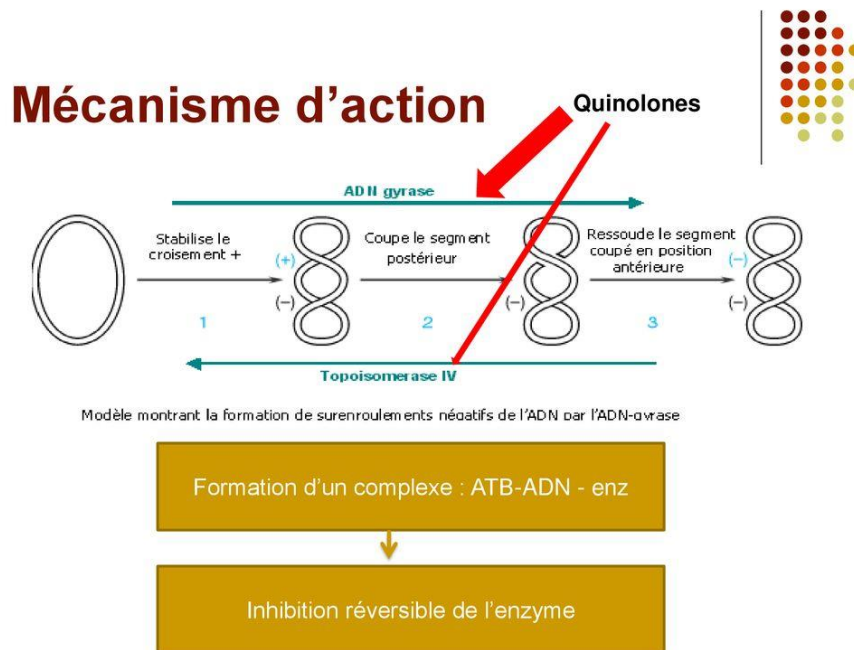 Mécanisme d'action
Quinolones
ADN gyrase
Stabilise le
croisement +
Coupe le segment
postérieur
Ressoude le segment
coupé en position
antérieure
(+)
(-)
(-)
(-)
(-)
1
2
3
Topoisomerase IV
Modèle montrant la formation de surenroulements négatifs de l'ADN par l'ADN-gyrase
Formation d'un complexe : ATB-ADN - enz
Inhibition réversible de l'enzyme